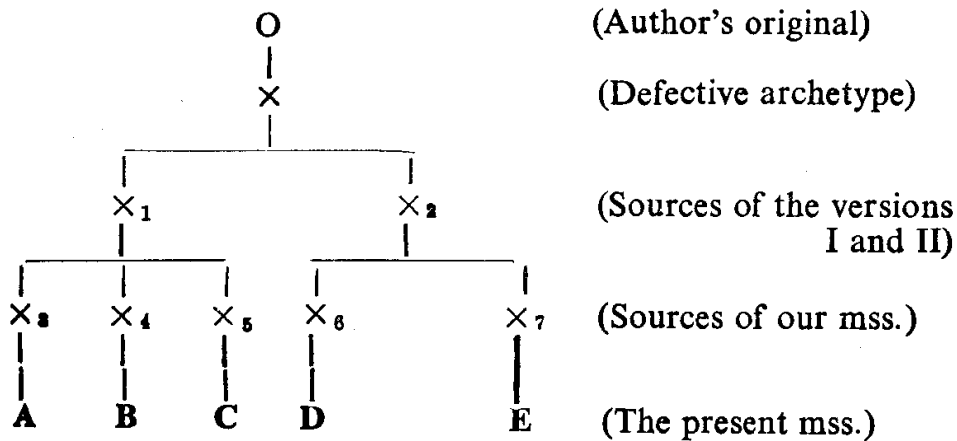 O (Author's original)
× (Defective archetype)
×₁ ×₂ (Sources of the versions
I and II)
×₃ ×₄ ×₅ ×₆ ×₇ (Sources of our mss.)
A B C D E (The present mss.)